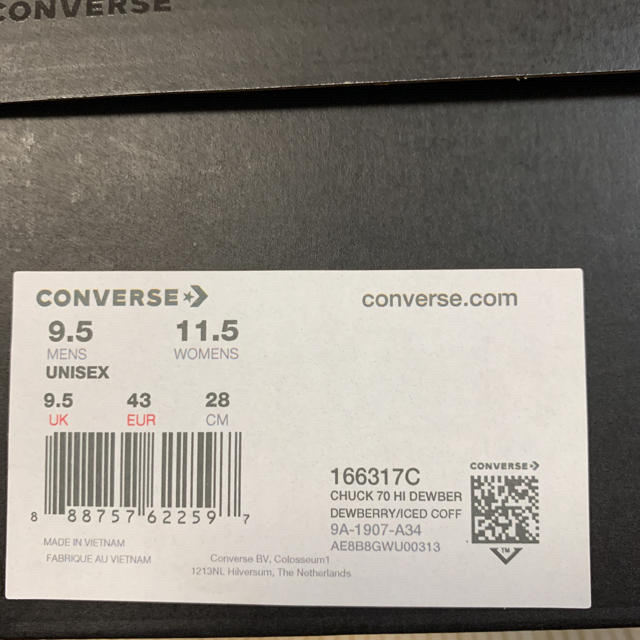 CONVERSE
CONVERSE
converse.com
9.5 11.5
MENS WOMENS
UNISEX
9.5 43 28
UK EUR CM
8 88757 62259 7
MADE IN VIETNAM
FABRIQUE AU VIETNAM
Converse BV, Colosseum1
1213NL Hilversum, The Netherlands
166317C
CHUCK 70 HI DEWBER
DEWBERRY/ICED COFF
9A-1907-A34
AE8B8GWU00313
CONVERSE
TM